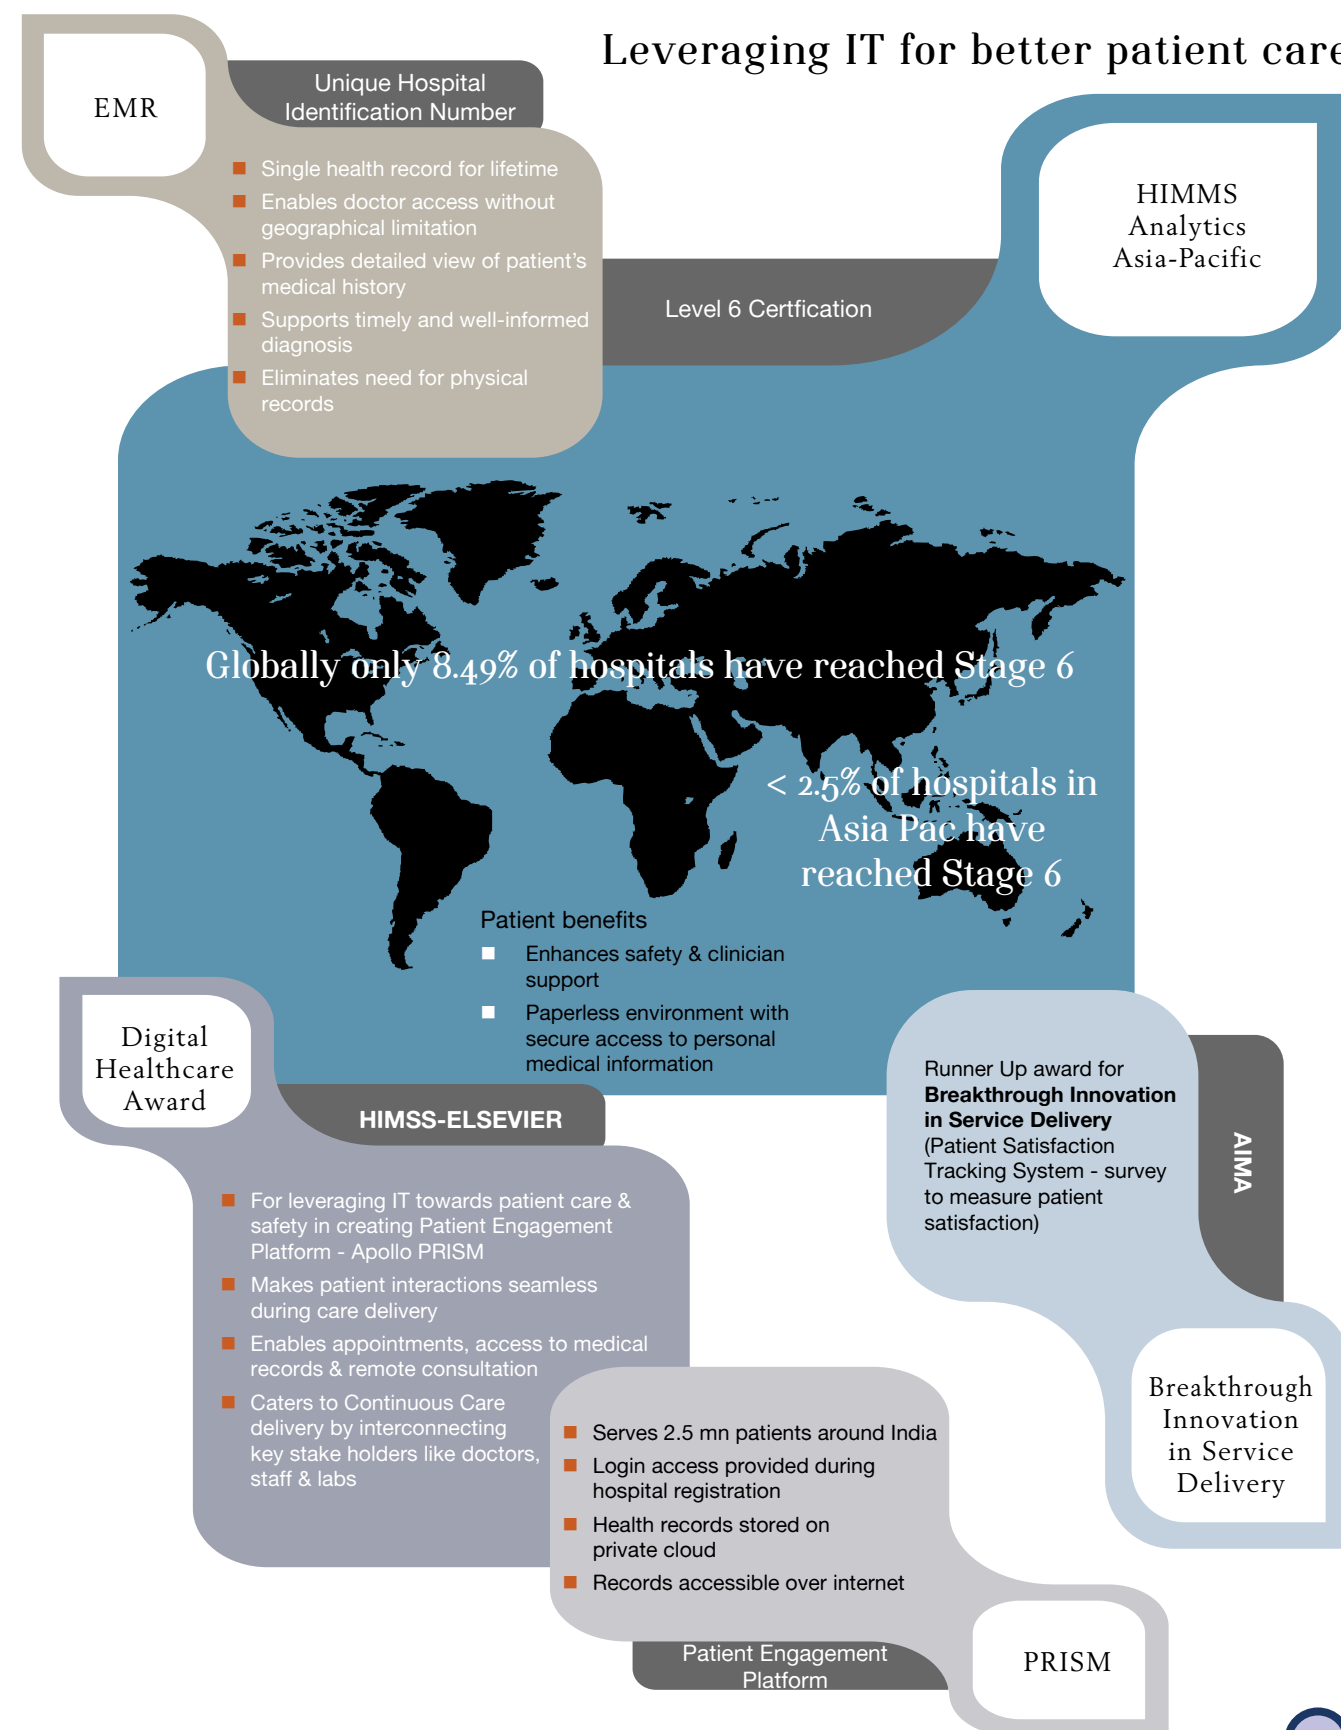 Leveraging IT for better patient care
EMR
Unique Hospital
Identification Number
Single health record for lifetime
Enables doctor access without
geographical limitation
Provides detailed view of patient's
medical history
Supports timely and well-informed
diagnosis
Eliminates need for physical
records
HIMMS
Analytics
Asia-Pacific
Level 6 Certfication
Globally only 8.49% of hospitals have reached Stage 6
< 2.5% of hospitals in
Asia Pac have
reached Stage 6
Patient benefits
Enhances safety & clinician
support
Paperless environment with
secure access to personal
medical information
Digital
Healthcare
Award
HIMSS-ELSEVIER
For leveraging IT towards patient care &
safety in creating Patient Engagement
Platform - Apollo PRISM
Makes patient interactions seamless
during care delivery
Enables appointments, access to medical
records & remote consultation
Caters to Continuous Care
delivery by interconnecting
key stake holders like doctors,
staff & labs
Runner Up award for
Breakthrough Innovation
in Service Delivery
(Patient Satisfaction
Tracking System - survey
to measure patient
satisfaction)
AIMA
Breakthrough
Innovation
in Service
Delivery
Serves 2.5 mn patients around India
Login access provided during
hospital registration
Health records stored on
private cloud
Records accessible over internet
Patient Engagement
Platform
PRISM